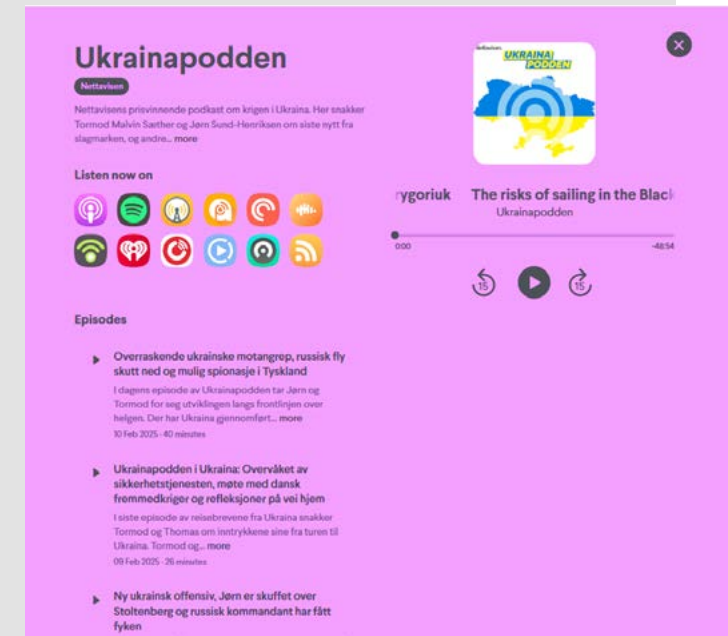 Ukrainapodden
Nettavisen
Nettavisens prisvinnende podkast om krigen i Ukraina. Her snakker
Tormod Malvin Sæther og Jørn Sund-Henriksen om siste nytt fra
slagmarken, og andre... more
Listen now on
Episodes
Overraskende ukrainske motangrep, russisk fly
skutt ned og mulig spionasje i Tyskland
I dagens episode av Ukrainapodden tar Jørn og
Tormod for seg utviklingen langs frontlinjen over
helgen. Der har Ukraina gjennomført... more
10 Feb 2025 · 40 minutes
Ukrainapodden i Ukraina: Overvåket av
sikkerhetstjenesten, møte med dansk
fremmedkriger og refleksjoner på vei hjem
I siste episode av reisebrevene fra Ukraina snakker
Tormod og Thomas om inntrykkene sine fra turen til
Ukraina. Tormod og... more
09 Feb 2025 · 26 minutes
Ny ukrainsk offensiv, Jørn er skuffet over
Stoltenberg og russisk kommandant har fått
fyken
Nettavisen
UKRAINA
PODDEN
rygoriuk The risks of sailing in the Black
Ukrainapodden
0:00 -48:54
15 15